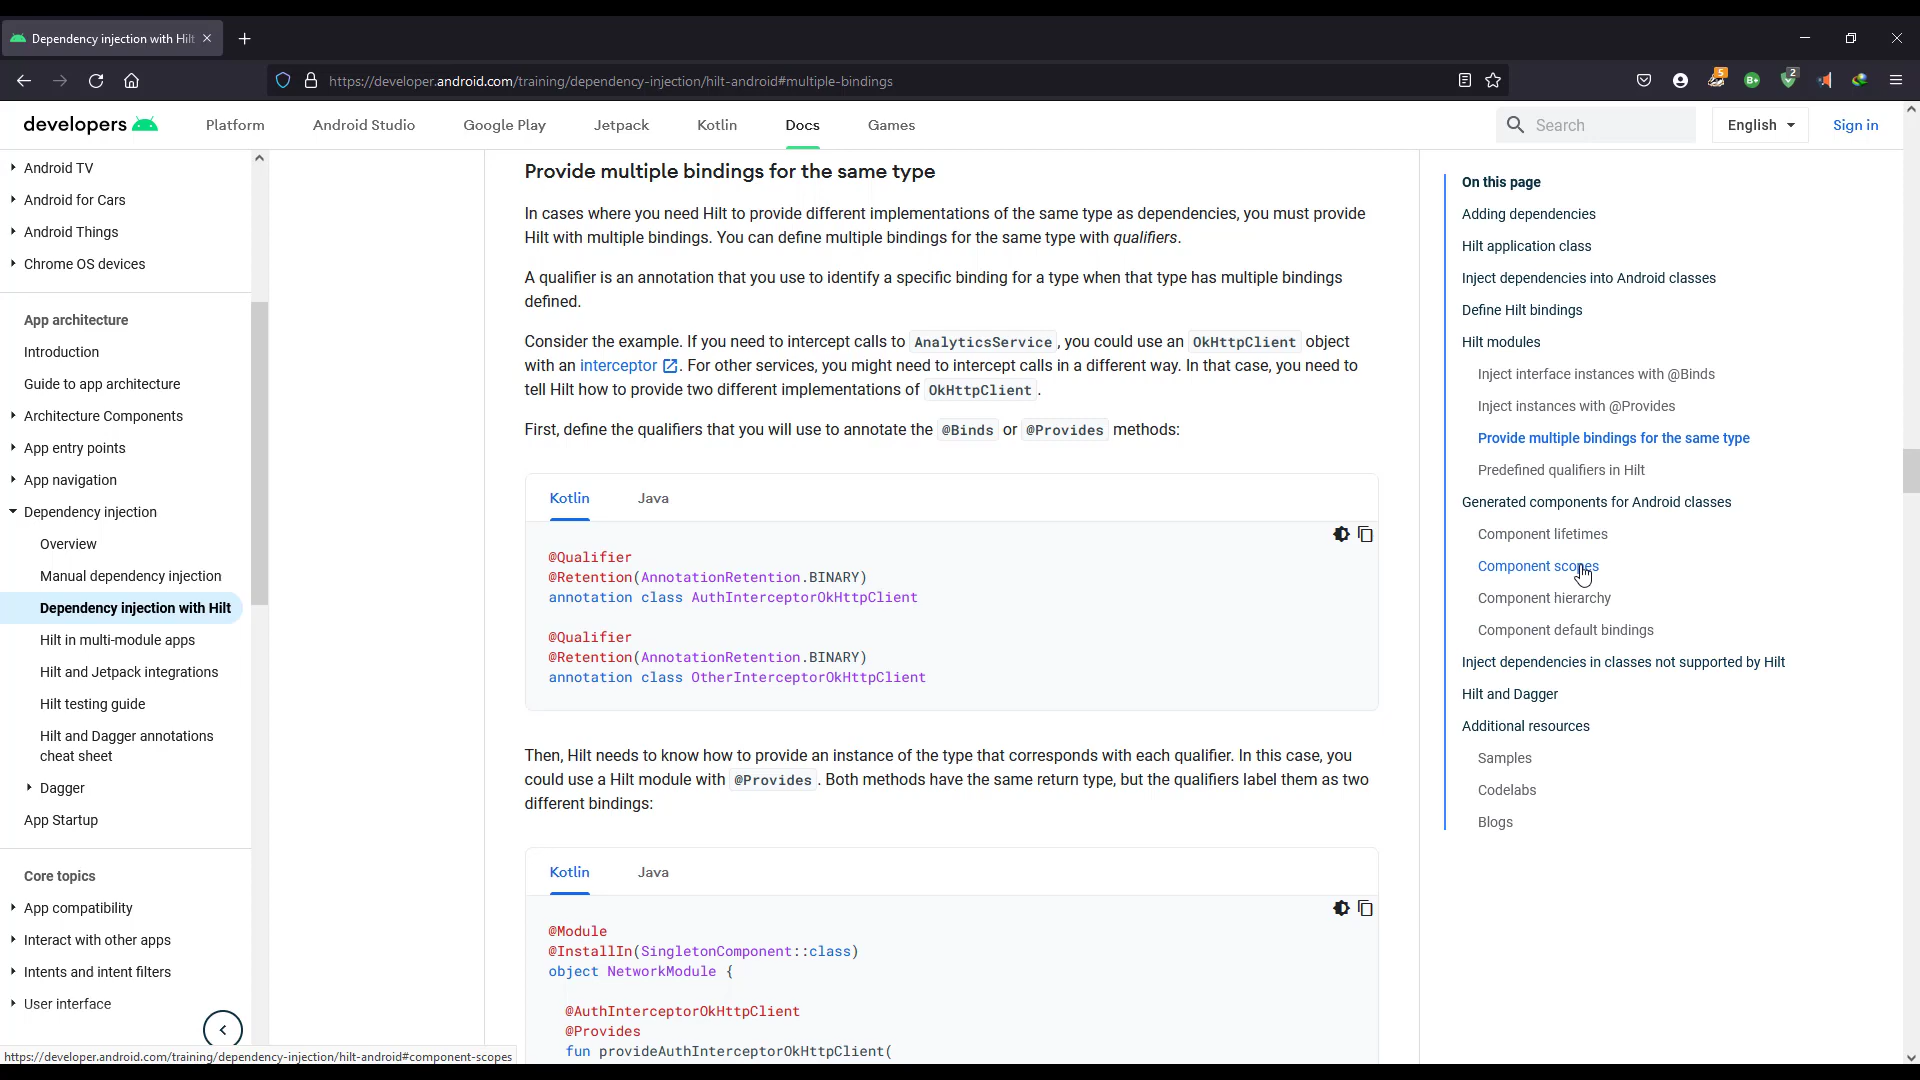 Dependency injection with Hilt
https://developer.android.com/training/dependency-injection/hilt-android#multiple-bindings
5
B+
2
developers
Platform
Android Studio
Google Play
Jetpack
Kotlin
Docs
Games
Search
English
Sign in
Android TV
Android for Cars
Android Things
Chrome OS devices
App architecture
Introduction
Guide to app architecture
Architecture Components
App entry points
App navigation
Dependency injection
Overview
Manual dependency injection
Dependency injection with Hilt
Hilt in multi-module apps
Hilt and Jetpack integrations
Hilt testing guide
Hilt and Dagger annotations
cheat sheet
Dagger
App Startup
Core topics
App compatibility
Interact with other apps
Intents and intent filters
User interface
https://developer.android.com/training/dependency-injection/hilt-android#component-scopes
Provide multiple bindings for the same type
In cases where you need Hilt to provide different implementations of the same type as dependencies, you must provide
Hilt with multiple bindings. You can define multiple bindings for the same type with qualifiers.
A qualifier is an annotation that you use to identify a specific binding for a type when that type has multiple bindings
defined.
Consider the example. If you need to intercept calls to AnalyticsService, you could use an OkHttpClient object
with an interceptor. For other services, you might need to intercept calls in a different way. In that case, you need to
tell Hilt how to provide two different implementations of OkHttpClient.
First, define the qualifiers that you will use to annotate the @Binds or @Provides methods:
Kotlin Java
@Qualifier
@Retention(AnnotationRetention.BINARY)
annotation class AuthInterceptorOkHttpClient
@Qualifier
@Retention(AnnotationRetention.BINARY)
annotation class OtherInterceptorOkHttpClient
Then, Hilt needs to know how to provide an instance of the type that corresponds with each qualifier. In this case, you
could use a Hilt module with @Provides. Both methods have the same return type, but the qualifiers label them as two
different bindings:
Kotlin Java
@Module
@InstallIn(SingletonComponent::class)
object NetworkModule {
@AuthInterceptorOkHttpClient
@Provides
fun provideAuthInterceptorOkHttpClient(
On this page
Adding dependencies
Hilt application class
Inject dependencies into Android classes
Define Hilt bindings
Hilt modules
Inject interface instances with @Binds
Inject instances with @Provides
Provide multiple bindings for the same type
Predefined qualifiers in Hilt
Generated components for Android classes
Component lifetimes
Component scopes
Component hierarchy
Component default bindings
Inject dependencies in classes not supported by Hilt
Hilt and Dagger
Additional resources
Samples
Codelabs
Blogs